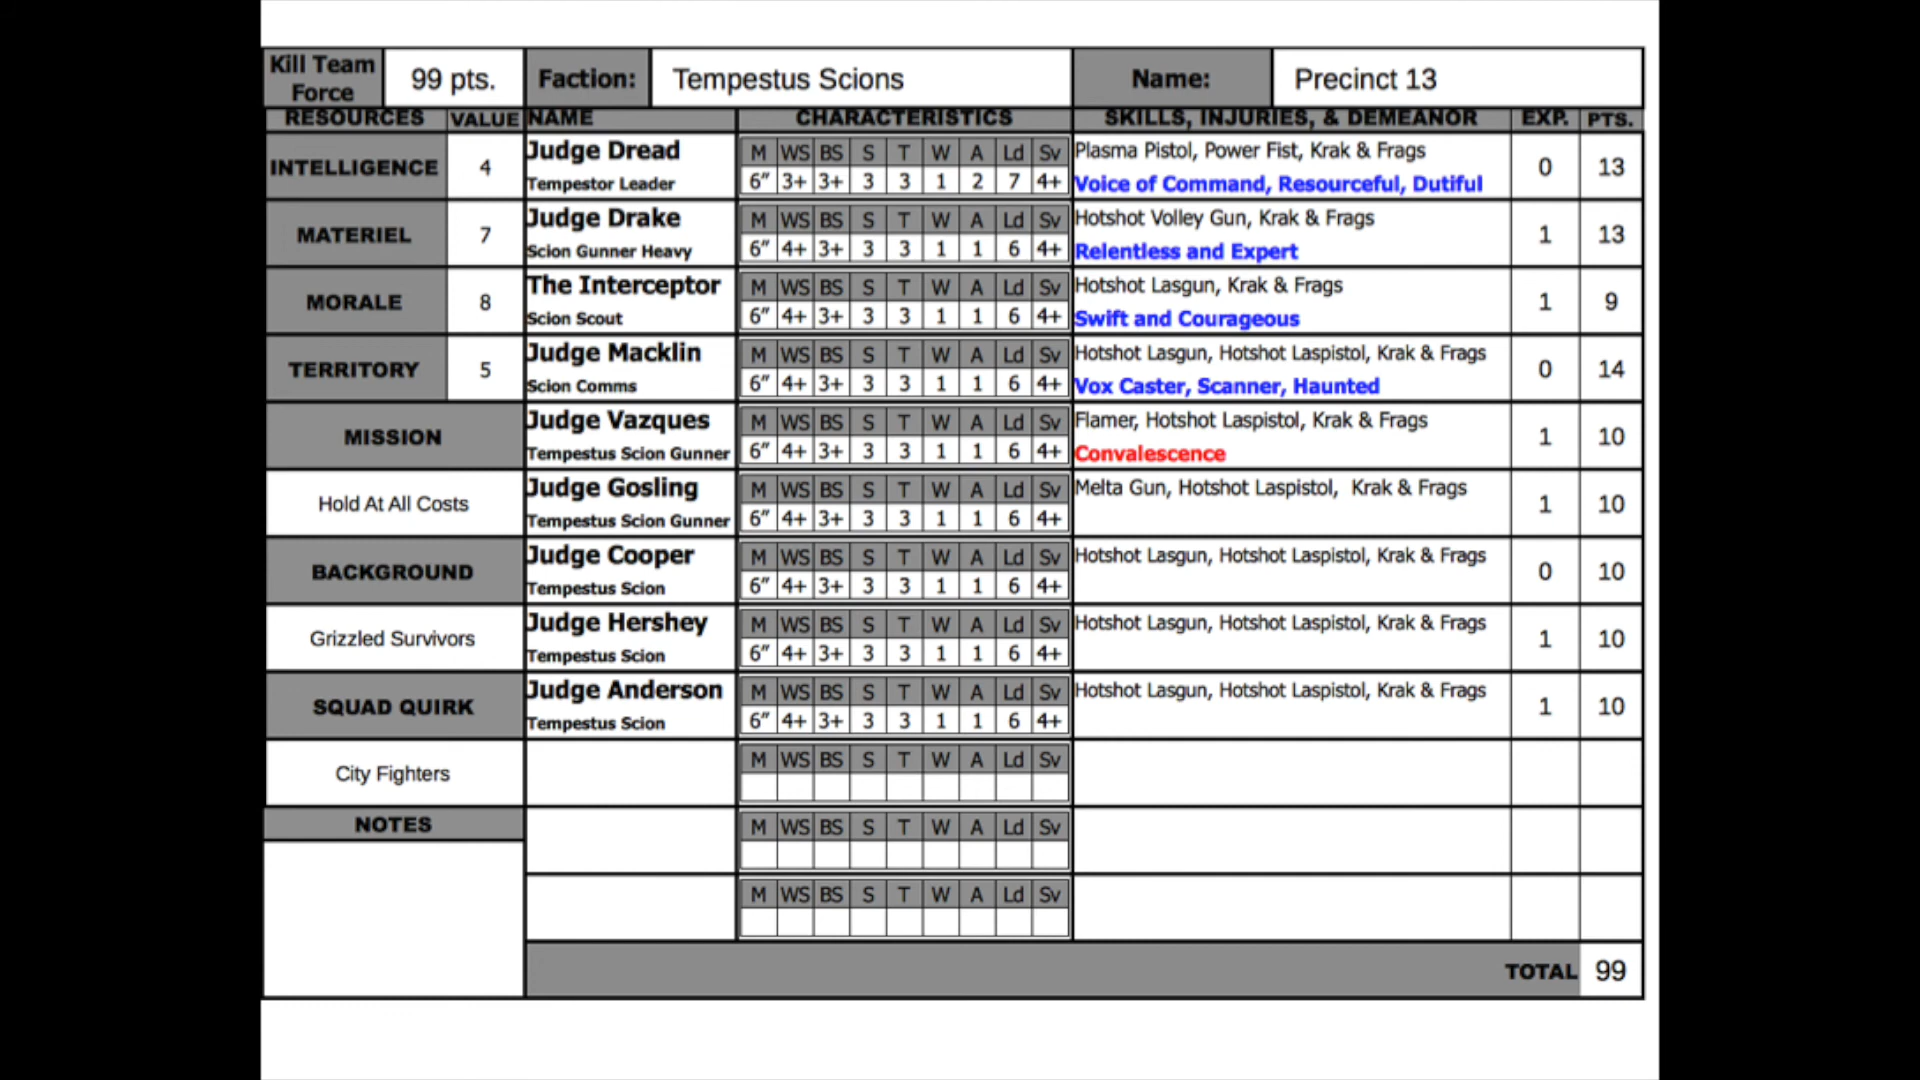 Kill Team Force 99 pts. Faction: Tempestus Scions Name: Precinct 13
RESOURCES VALUE NAME CHARACTERISTICS SKILLS, INJURIES, & DEMEANOR EXP. PTS.
INTELLIGENCE 4
Judge Dread
Tempestor Leader
M WS BS S T W A Ld Sv
6" 3+ 3+ 3 3 1 2 7 4+
Plasma Pistol, Power Fist, Krak & Frags
Voice of Command, Resourceful, Dutiful
0 13
MATERIEL 7
Judge Drake
Scion Gunner Heavy
M WS BS S T W A Ld Sv
6" 4+ 3+ 3 3 1 1 6 4+
Hotshot Volley Gun, Krak & Frags
Relentless and Expert
1 13
MORALE 8
The Interceptor
Scion Scout
M WS BS S T W A Ld Sv
6" 4+ 3+ 3 3 1 1 6 4+
Hotshot Lasgun, Krak & Frags
Swift and Courageous
1 9
TERRITORY 5
Judge Macklin
Scion Comms
M WS BS S T W A Ld Sv
6" 4+ 3+ 3 3 1 1 6 4+
Hotshot Lasgun, Hotshot Laspistol, Krak & Frags
Vox Caster, Scanner, Haunted
0 14
MISSION
Judge Vazques
Tempestus Scion Gunner
M WS BS S T W A Ld Sv
6" 4+ 3+ 3 3 1 1 6 4+
Flamer, Hotshot Laspistol, Krak & Frags
Convalescence
1 10
Hold At All Costs
Judge Gosling
Tempestus Scion Gunner
M WS BS S T W A Ld Sv
6" 4+ 3+ 3 3 1 1 6 4+
Melta Gun, Hotshot Laspistol, Krak & Frags
1 10
BACKGROUND
Judge Cooper
Tempestus Scion
M WS BS S T W A Ld Sv
6" 4+ 3+ 3 3 1 1 6 4+
Hotshot Lasgun, Hotshot Laspistol, Krak & Frags
0 10
Grizzled Survivors
Judge Hershey
Tempestus Scion
M WS BS S T W A Ld Sv
6" 4+ 3+ 3 3 1 1 6 4+
Hotshot Lasgun, Hotshot Laspistol, Krak & Frags
1 10
SQUAD QUIRK
Judge Anderson
Tempestus Scion
M WS BS S T W A Ld Sv
6" 4+ 3+ 3 3 1 1 6 4+
Hotshot Lasgun, Hotshot Laspistol, Krak & Frags
1 10
City Fighters
M WS BS S T W A Ld Sv
NOTES
M WS BS S T W A Ld Sv
M WS BS S T W A Ld Sv
TOTAL 99